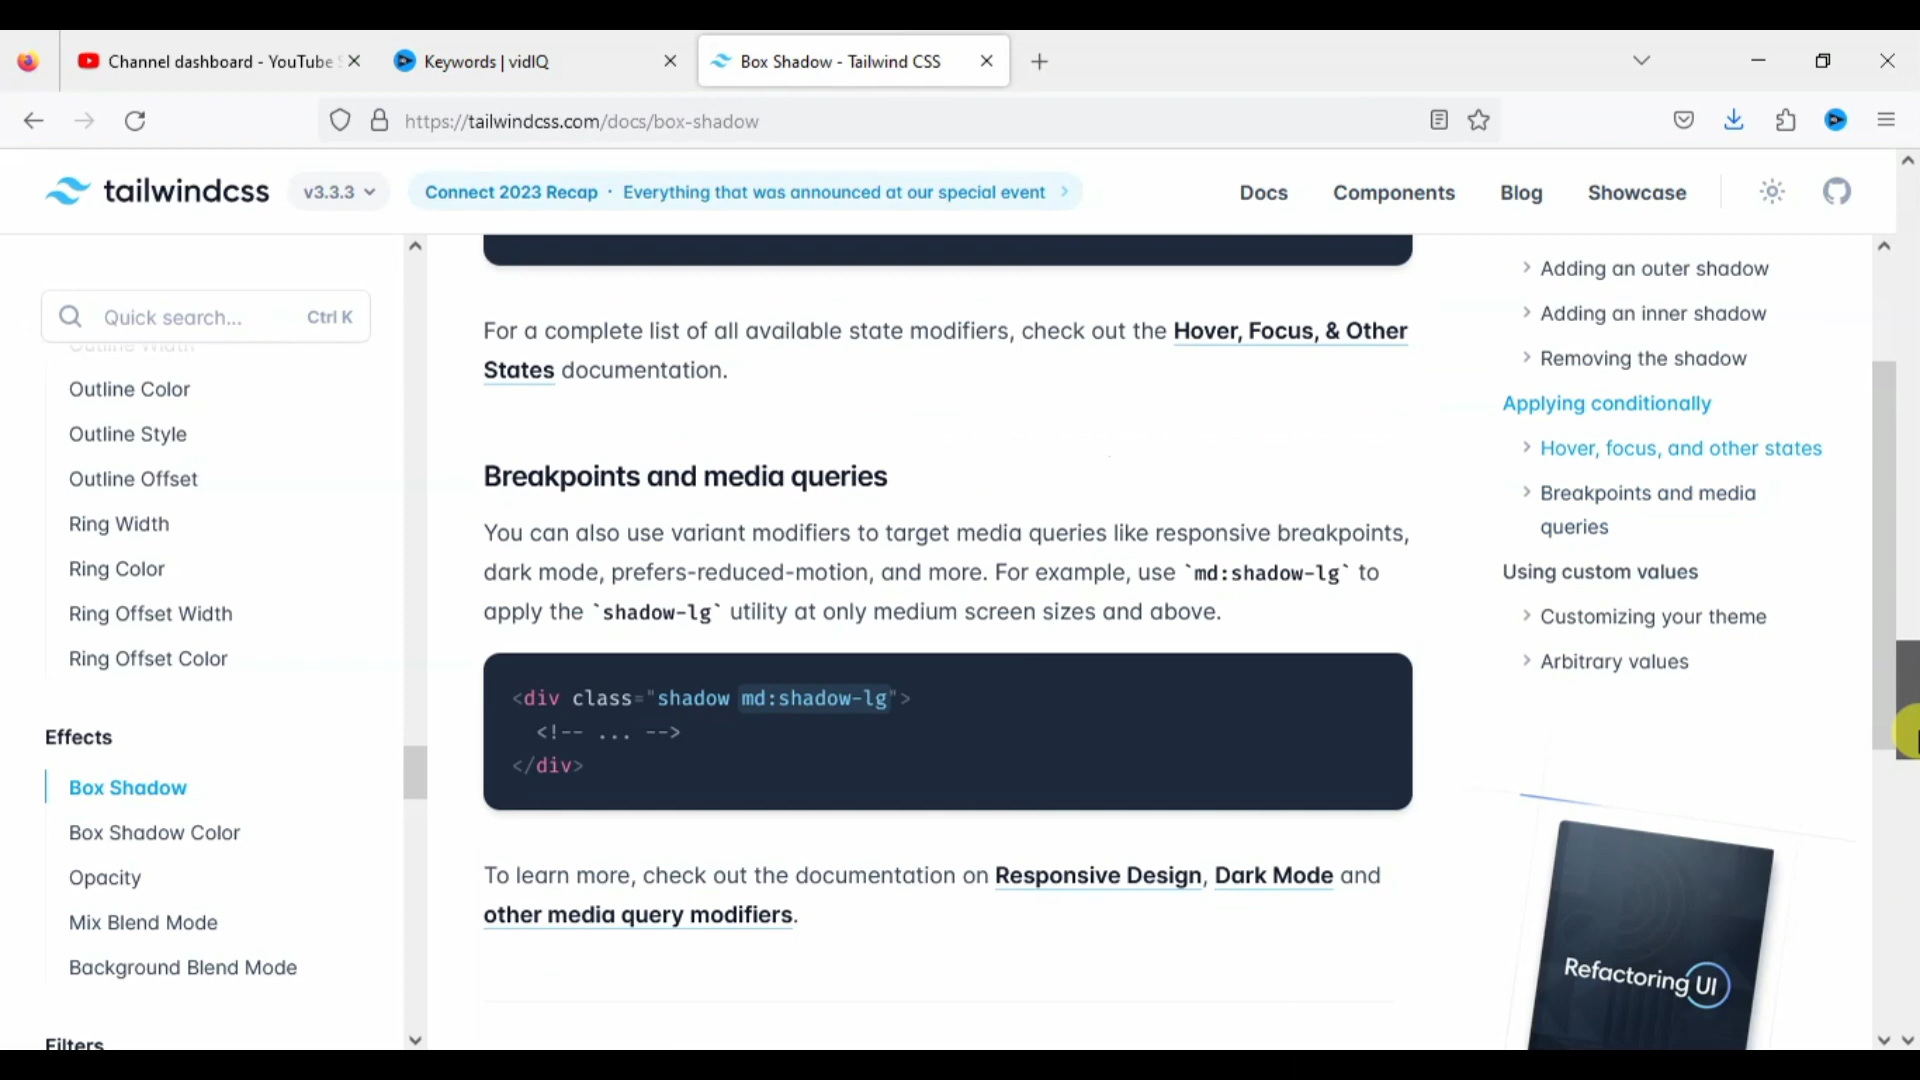 Channel dashboard - YouTube S
Keywords | vidIQ
Box Shadow - Tailwind CSS
https://tailwindcss.com/docs/box-shadow
tailwindcss
v3.3.3
Connect 2023 Recap · Everything that was announced at our special event
Docs
Components
Blog
Showcase
Quick search...
Ctrl K
Outline Width
Outline Color
Outline Style
Outline Offset
Ring Width
Ring Color
Ring Offset Width
Ring Offset Color
Effects
Box Shadow
Box Shadow Color
Opacity
Mix Blend Mode
Background Blend Mode
Filters
For a complete list of all available state modifiers, check out the Hover, Focus, & Other
States documentation.
Breakpoints and media queries
You can also use variant modifiers to target media queries like responsive breakpoints,
dark mode, prefers-reduced-motion, and more. For example, use `md:shadow-lg` to
apply the `shadow-lg` utility at only medium screen sizes and above.
<div class="shadow md:shadow-lg">
<!-- ... -->
</div>
To learn more, check out the documentation on Responsive Design, Dark Mode and
other media query modifiers.
Adding an outer shadow
Adding an inner shadow
Removing the shadow
Applying conditionally
Hover, focus, and other states
Breakpoints and media
queries
Using custom values
Customizing your theme
Arbitrary values
Refactoring UI